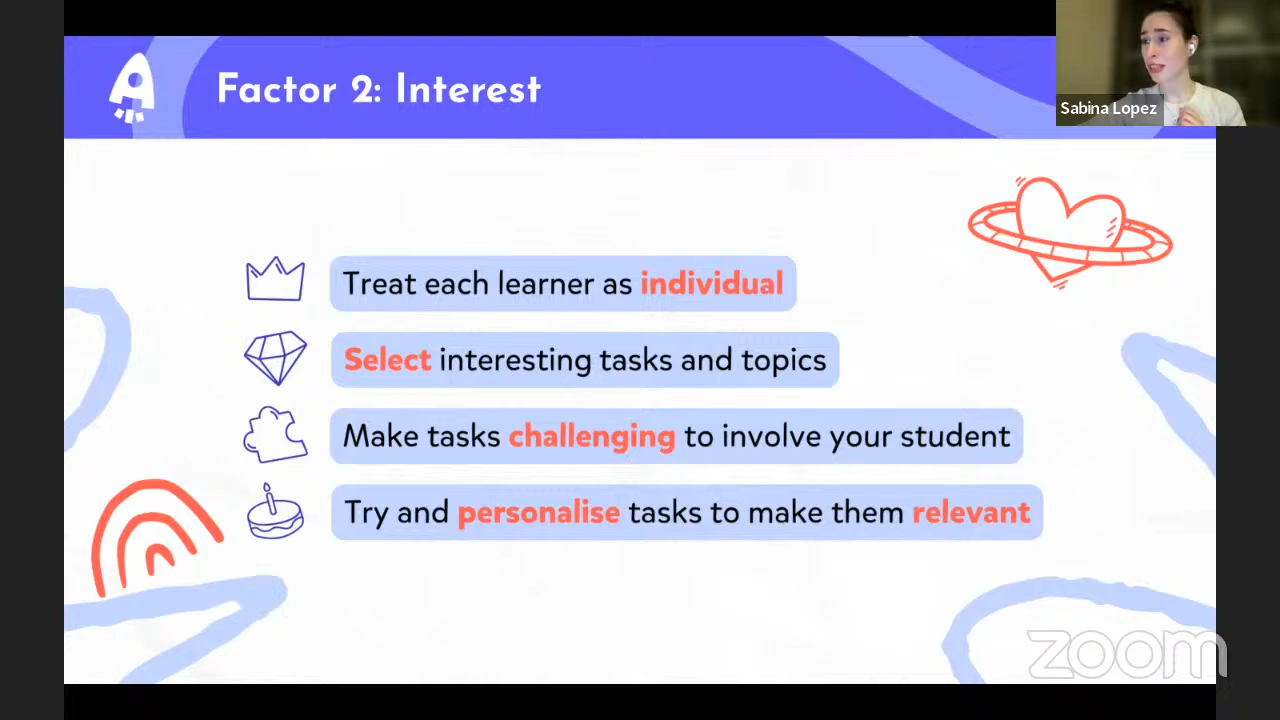 Factor 2: Interest
Sabina Lopez
Treat each learner as individual
Select interesting tasks and topics
Make tasks challenging to involve your student
Try and personalise tasks to make them relevant
zoom